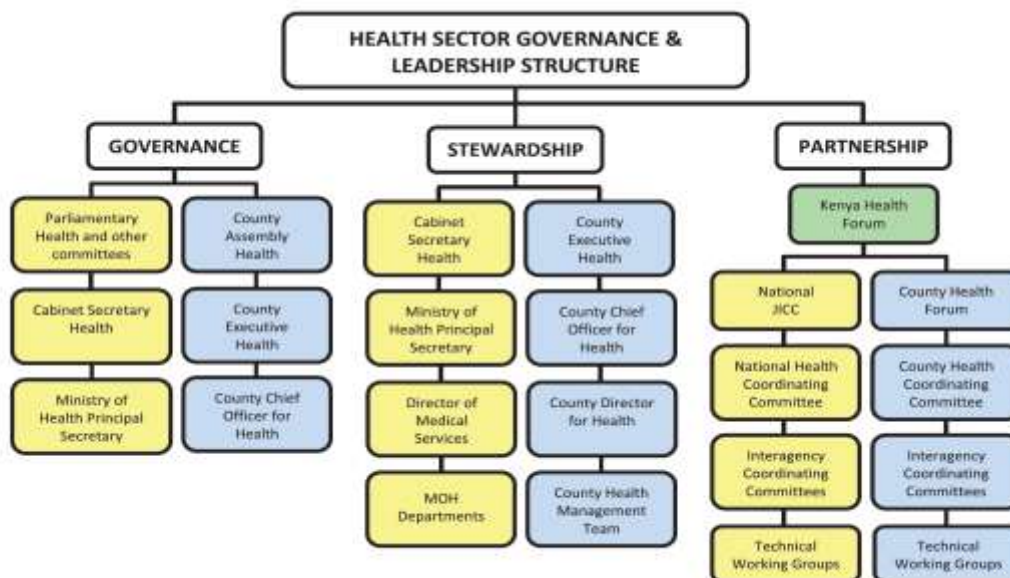 HEALTH SECTOR GOVERNANCE &
LEADERSHIP STRUCTURE
GOVERNANCE
Parliamentary
Health and other
committees
County
Assembly
Health
Cabinet Secretary
Health
County
Executive
Health
Ministry of
Health Principal
Secretary
County Chief
Officer for
Health
STEWARDSHIP
Cabinet
Secretary
Health
County
Executive
Health
Ministry of
Health Principal
Secretary
County Chief
Officer for
Health
Director of
Medical
Services
County Director
for Health
MOH
Departments
County Health
Management
Team
PARTNERSHIP
Kenya Health
Forum
National
JICC
County Health
Forum
National Health
Coordinating
Committee
County Health
Coordinating
Committee
Interagency
Coordinating
Committees
Interagency
Coordinating
Committees
Technical
Working Groups
Technical
Working Groups